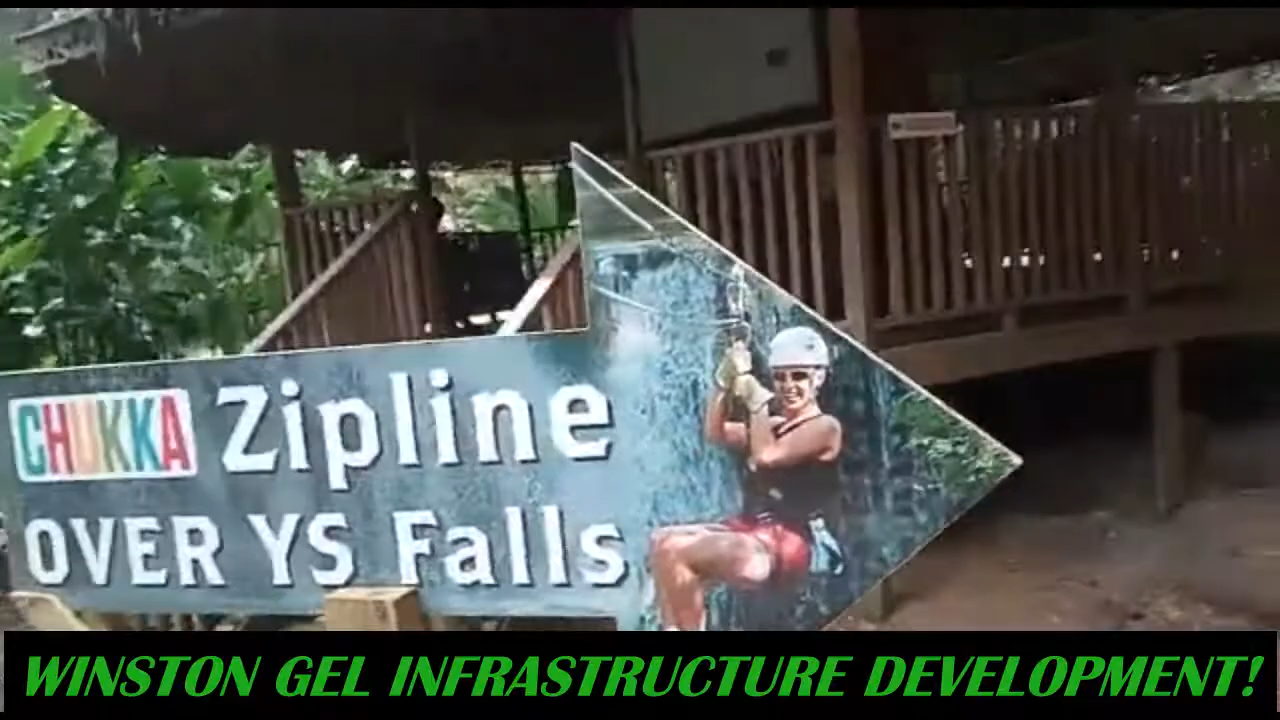 CHUKKA Zipline
OVER YS Falls
WINSTON GEL INFRASTRUCTURE DEVELOPMENT!